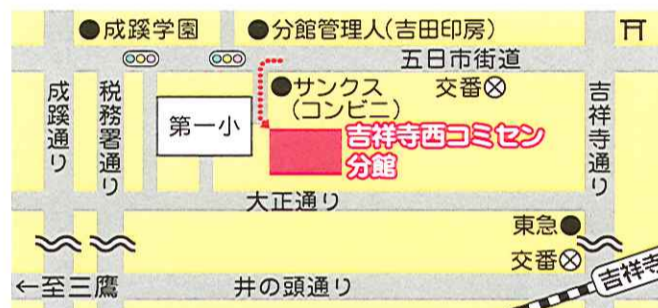 ●成蹊学園
●分館管理人(吉田印房)
五日市街道
成蹊通り
税務署通り
第一小
●サンクス
(コンビニ)
交番
吉祥寺西コミセン
分館
吉祥寺通り
大正通り
東急●
交番
←至三鷹
井の頭通り
吉祥寺